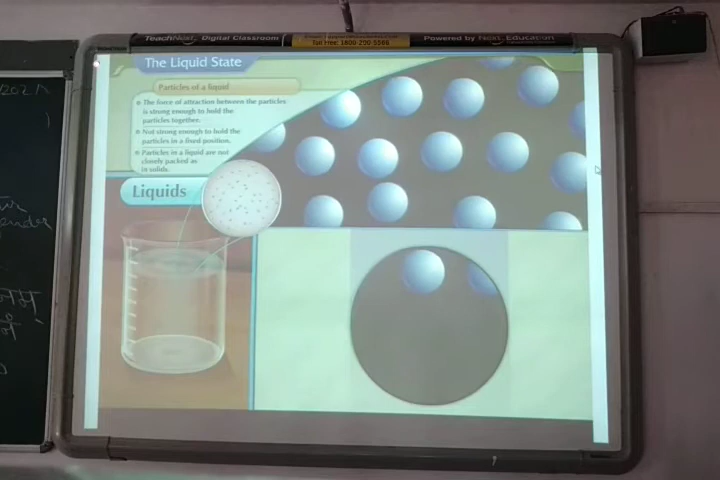 TeachNext Digital Classroom
Toll Free: 1800-200-5566
Powered by Next Education
The Liquid State
Particles of a liquid
The force of attraction between the particles
is strong enough to hold the
particles together.
Not strong enough to hold the
particles in a fixed position.
Particles in a liquid are not
closely packed as
in solids.
Liquids